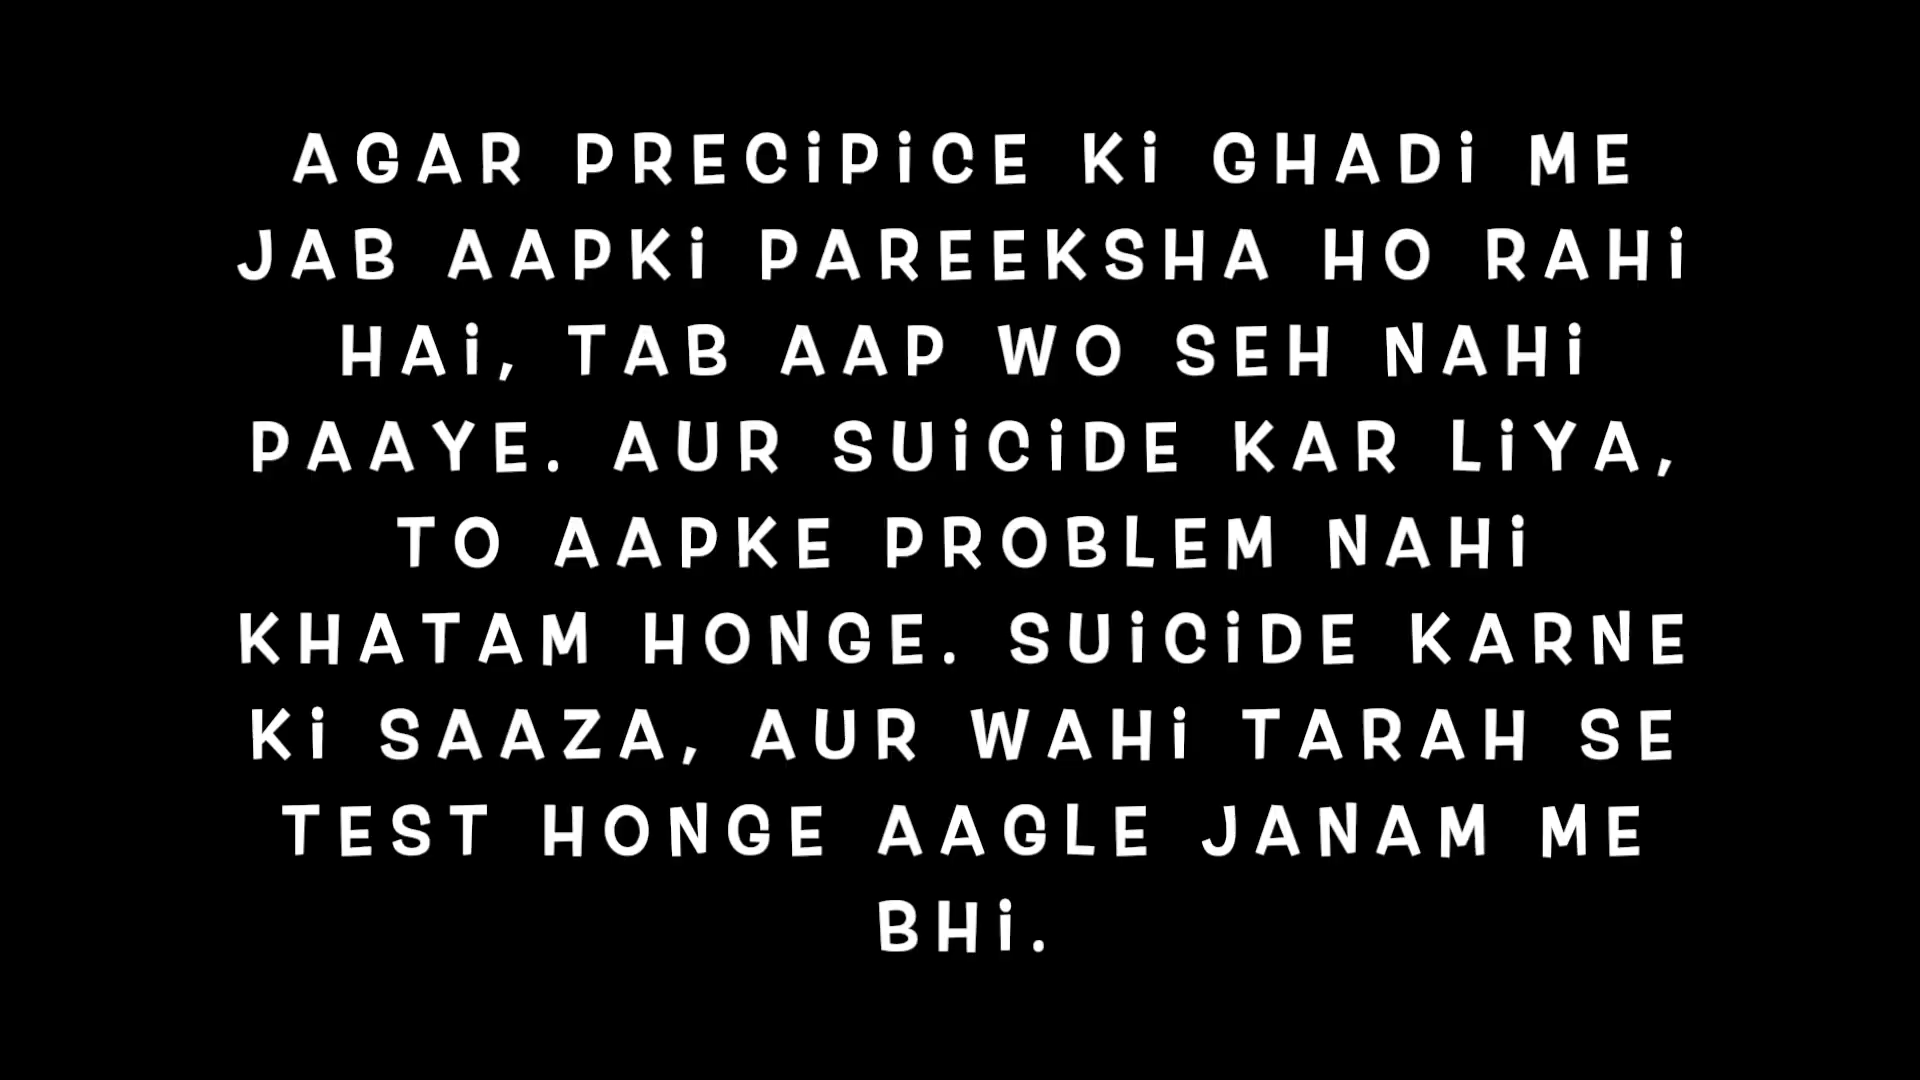 AGAR PRECiPiCE Ki GHADi ME
JAB AAPKi PAREEKSHA HO RAHi
HAi, TAB AAP WO SEH NAHi
PAAYE. AUR SUiCiDE KAR LiYA,
TO AAPKE PROBLEM NAHi
KHATAM HONGE. SUiCiDE KARNE
Ki SAAZA, AUR WAHi TARAH SE
TEST HONGE AAGLE JANAM ME
BHi.